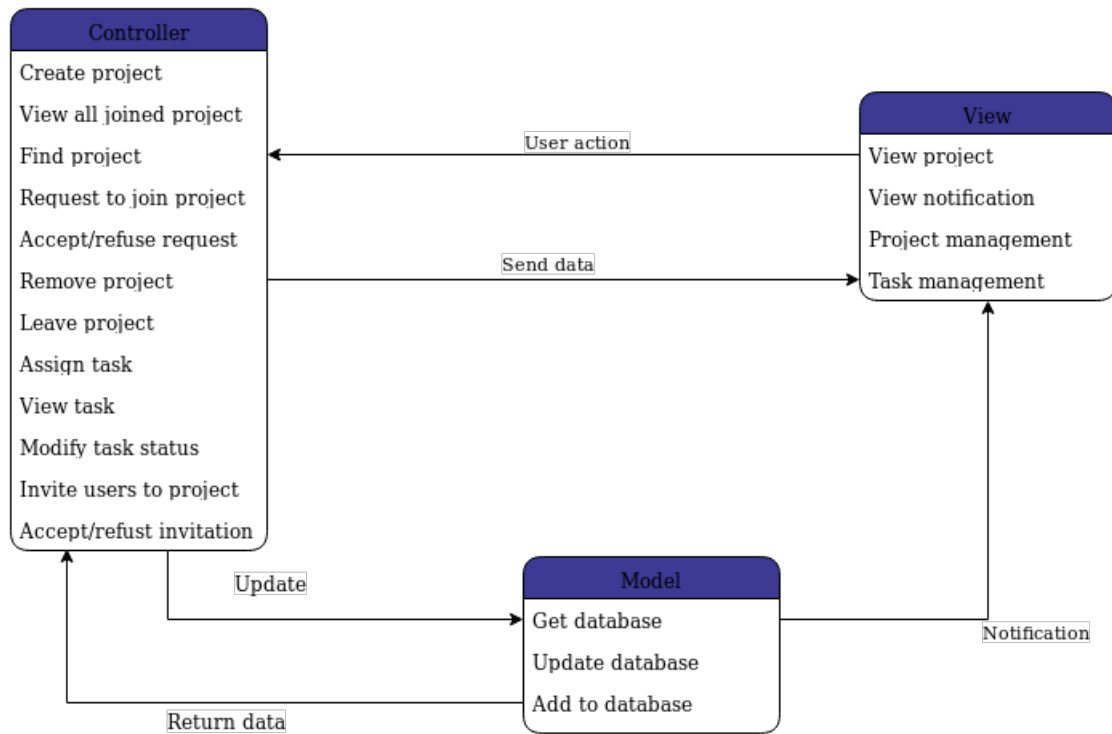 Controller
Create project
View all joined project
Find project
Request to join project
Accept/refuse request
Remove project
Leave project
Assign task
View task
Modify task status
Invite users to project
Accept/refust invitation
User action
Send data
View
View project
View notification
Project management
Task management
Update
Return data
Model
Get database
Update database
Add to database
Notification